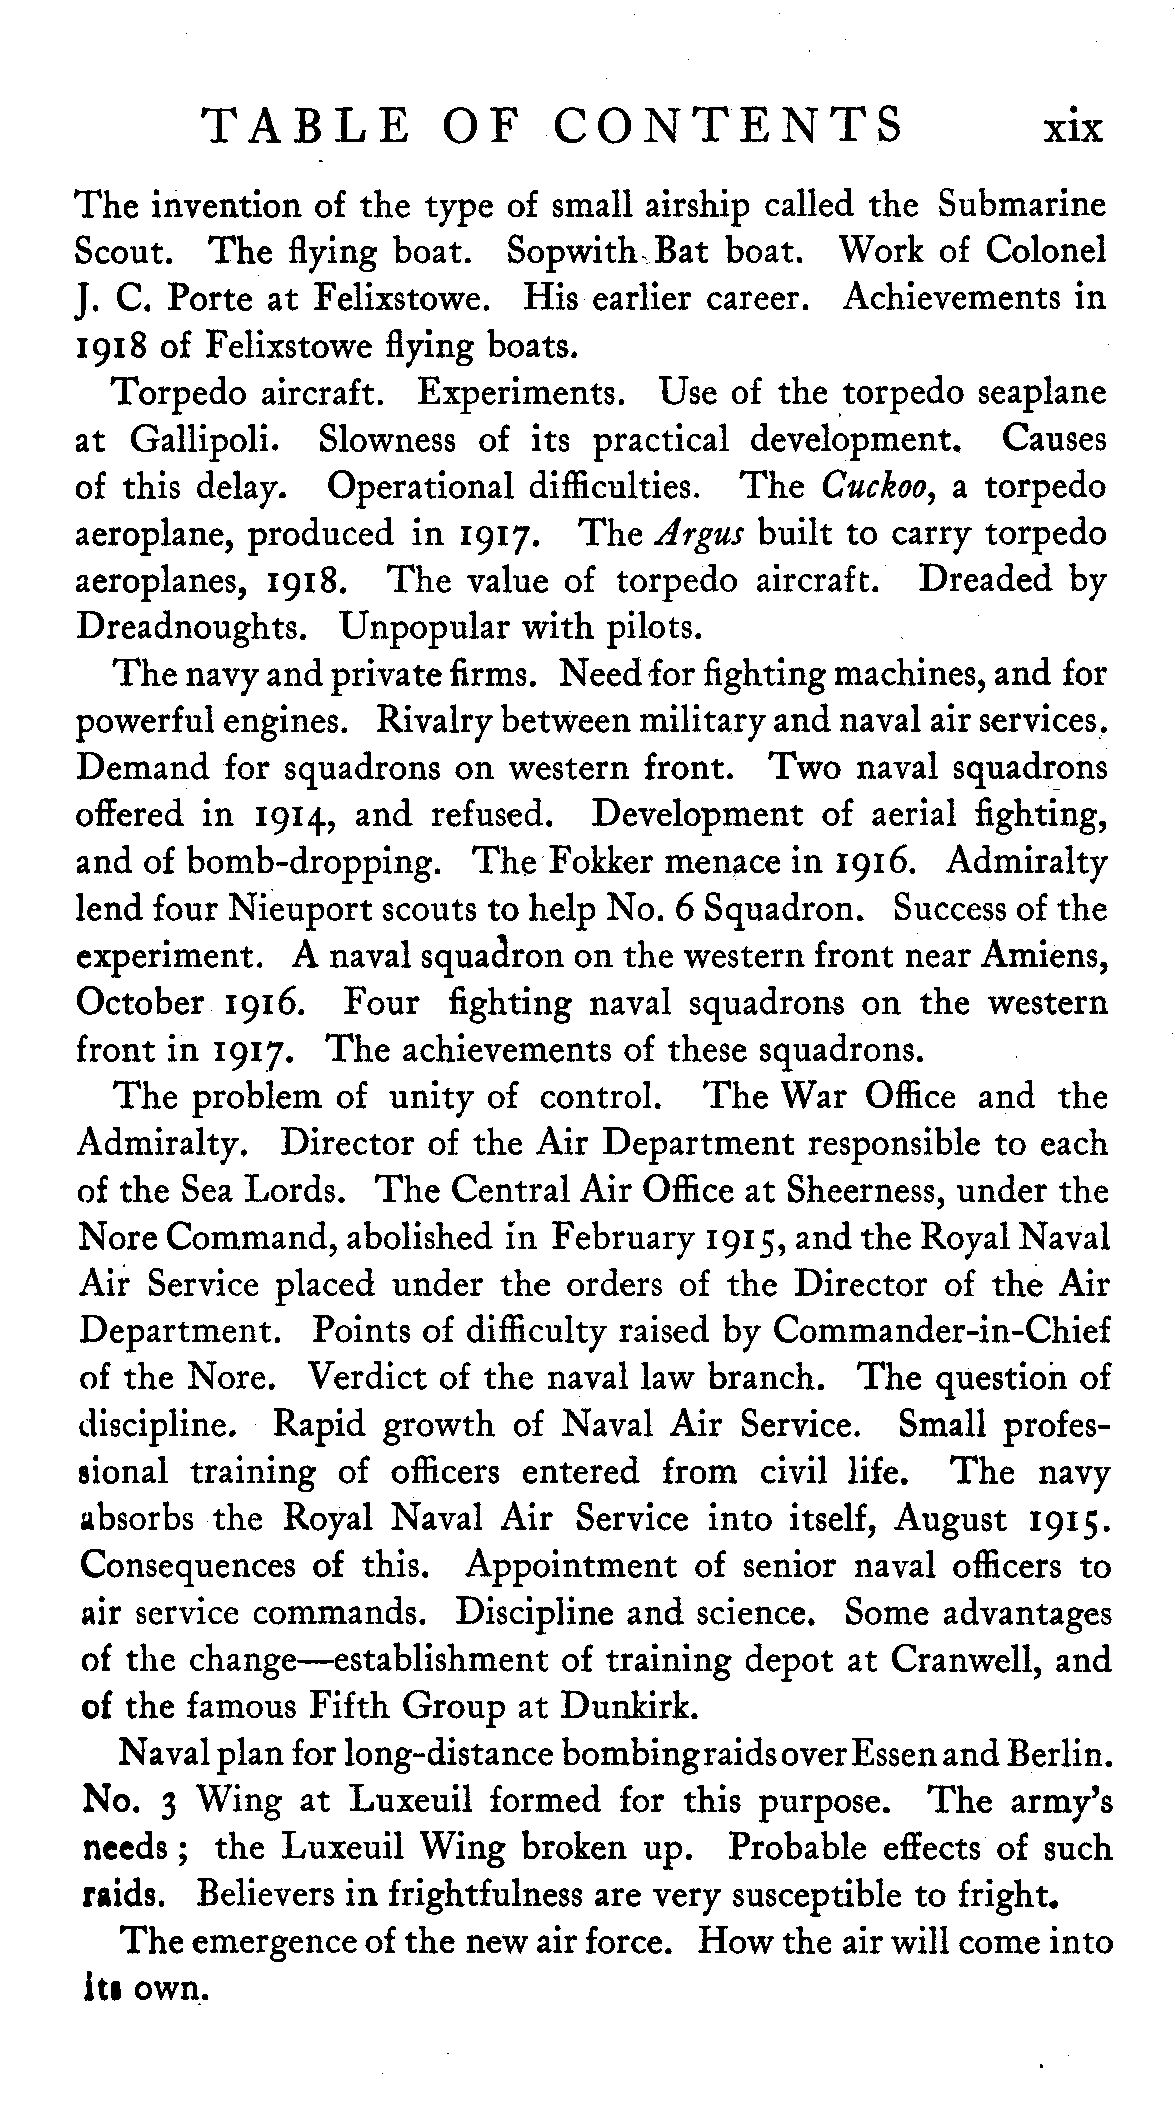 TABLE OF CONTENTS xix
The invention of the type of small airship called the Submarine
Scout. The flying boat. Sopwith Bat boat. Work of Colonel
J. C. Porte at Felixstowe. His earlier career. Achievements in
1918 of Felixstowe flying boats.
Torpedo aircraft. Experiments. Use of the torpedo seaplane
at Gallipoli. Slowness of its practical development. Causes
of this delay. Operational difficulties. The Cuckoo, a torpedo
aeroplane, produced in 1917. The Argus built to carry torpedo
aeroplanes, 1918. The value of torpedo aircraft. Dreaded by
Dreadnoughts. Unpopular with pilots.
The navy and private firms. Need for fighting machines, and for
powerful engines. Rivalry between military and naval air services.
Demand for squadrons on western front. Two naval squadrons
offered in 1914, and refused. Development of aerial fighting,
and of bomb-dropping. The Fokker menace in 1916. Admiralty
lend four Nieuport scouts to help No. 6 Squadron. Success of the
experiment. A naval squadron on the western front near Amiens,
October 1916. Four fighting naval squadrons on the western
front in 1917. The achievements of these squadrons.
The problem of unity of control. The War Office and the
Admiralty. Director of the Air Department responsible to each
of the Sea Lords. The Central Air Office at Sheerness, under the
Nore Command, abolished in February 1915, and the Royal Naval
Air Service placed under the orders of the Director of the Air
Department. Points of difficulty raised by Commander-in-Chief
of the Nore. Verdict of the naval law branch. The question of
discipline. Rapid growth of Naval Air Service. Small profes-
sional training of officers entered from civil life. The navy
absorbs the Royal Naval Air Service into itself, August 1915.
Consequences of this. Appointment of senior naval officers to
air service commands. Discipline and science. Some advantages
of the change—establishment of training depot at Cranwell, and
of the famous Fifth Group at Dunkirk.
Naval plan for long-distance bombing raids over Essen and Berlin.
No. 3 Wing at Luxeuil formed for this purpose. The army's
needs ; the Luxeuil Wing broken up. Probable effects of such
raids. Believers in frightfulness are very susceptible to fright.
The emergence of the new air force. How the air will come into
its own.